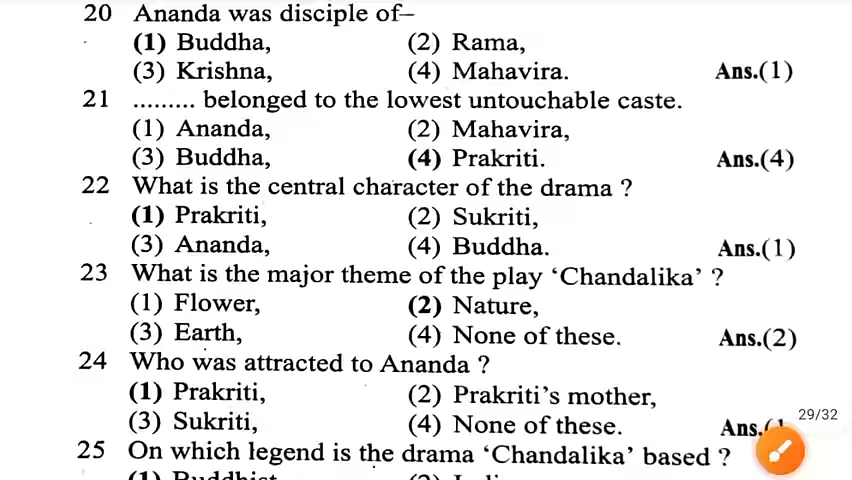 20 Ananda was disciple of–
(1) Buddha, (2) Rama,
(3) Krishna, (4) Mahavira. Ans.(1)
21 ......... belonged to the lowest untouchable caste.
(1) Ananda, (2) Mahavira,
(3) Buddha, (4) Prakriti. Ans.(4)
22 What is the central character of the drama ?
(1) Prakriti, (2) Sukriti,
(3) Ananda, (4) Buddha. Ans.(1)
23 What is the major theme of the play ‘Chandalika’ ?
(1) Flower, (2) Nature,
(3) Earth, (4) None of these. Ans.(2)
24 Who was attracted to Ananda ?
(1) Prakriti, (2) Prakriti’s mother,
(3) Sukriti, (4) None of these. Ans.(1
29/32
25 On which legend is the drama ‘Chandalika’ based ?
(1) Buddhist (2)